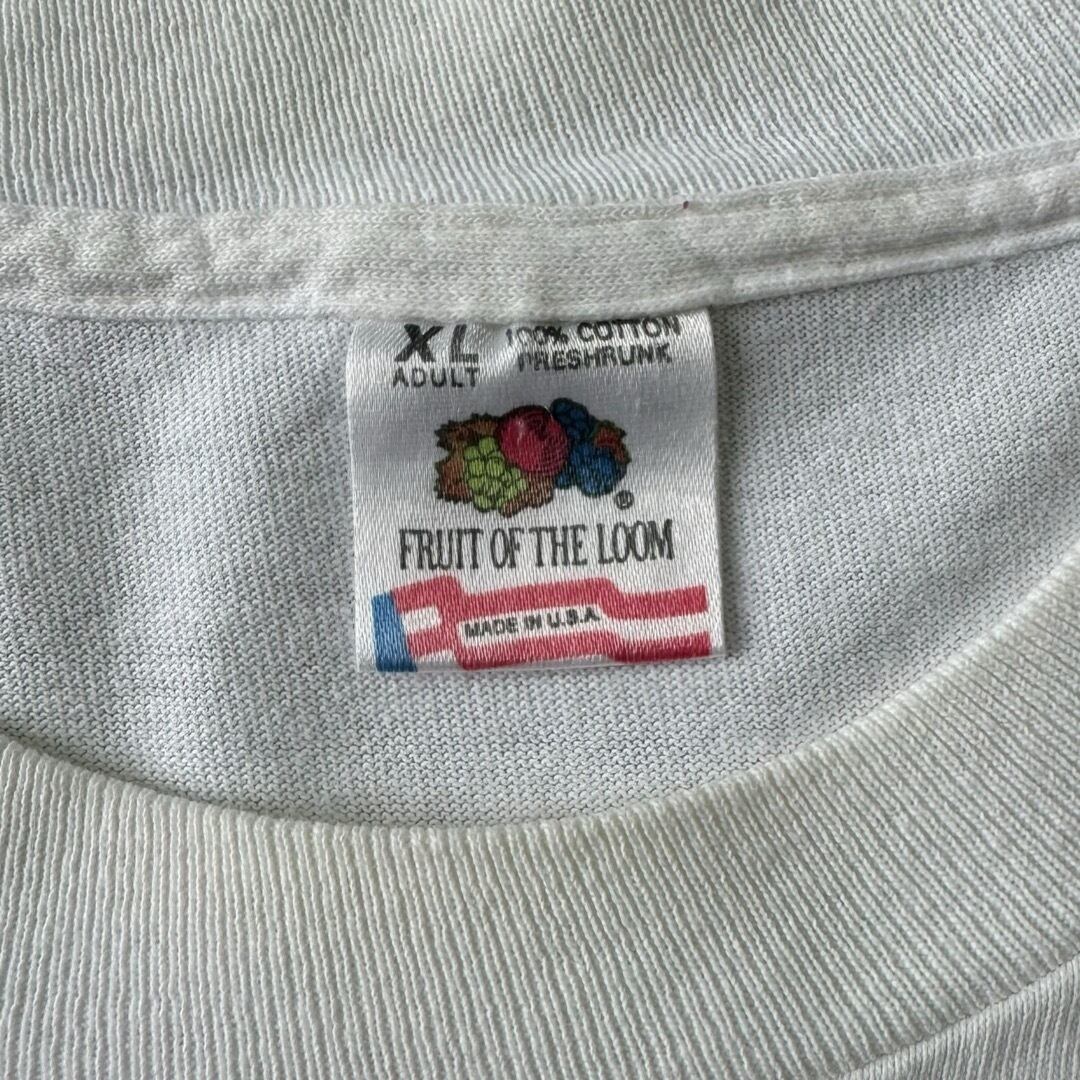 XL 100% COTTON
ADULT PRESHRUNK
®
FRUIT OF THE LOOM
MADE IN U.S.A.